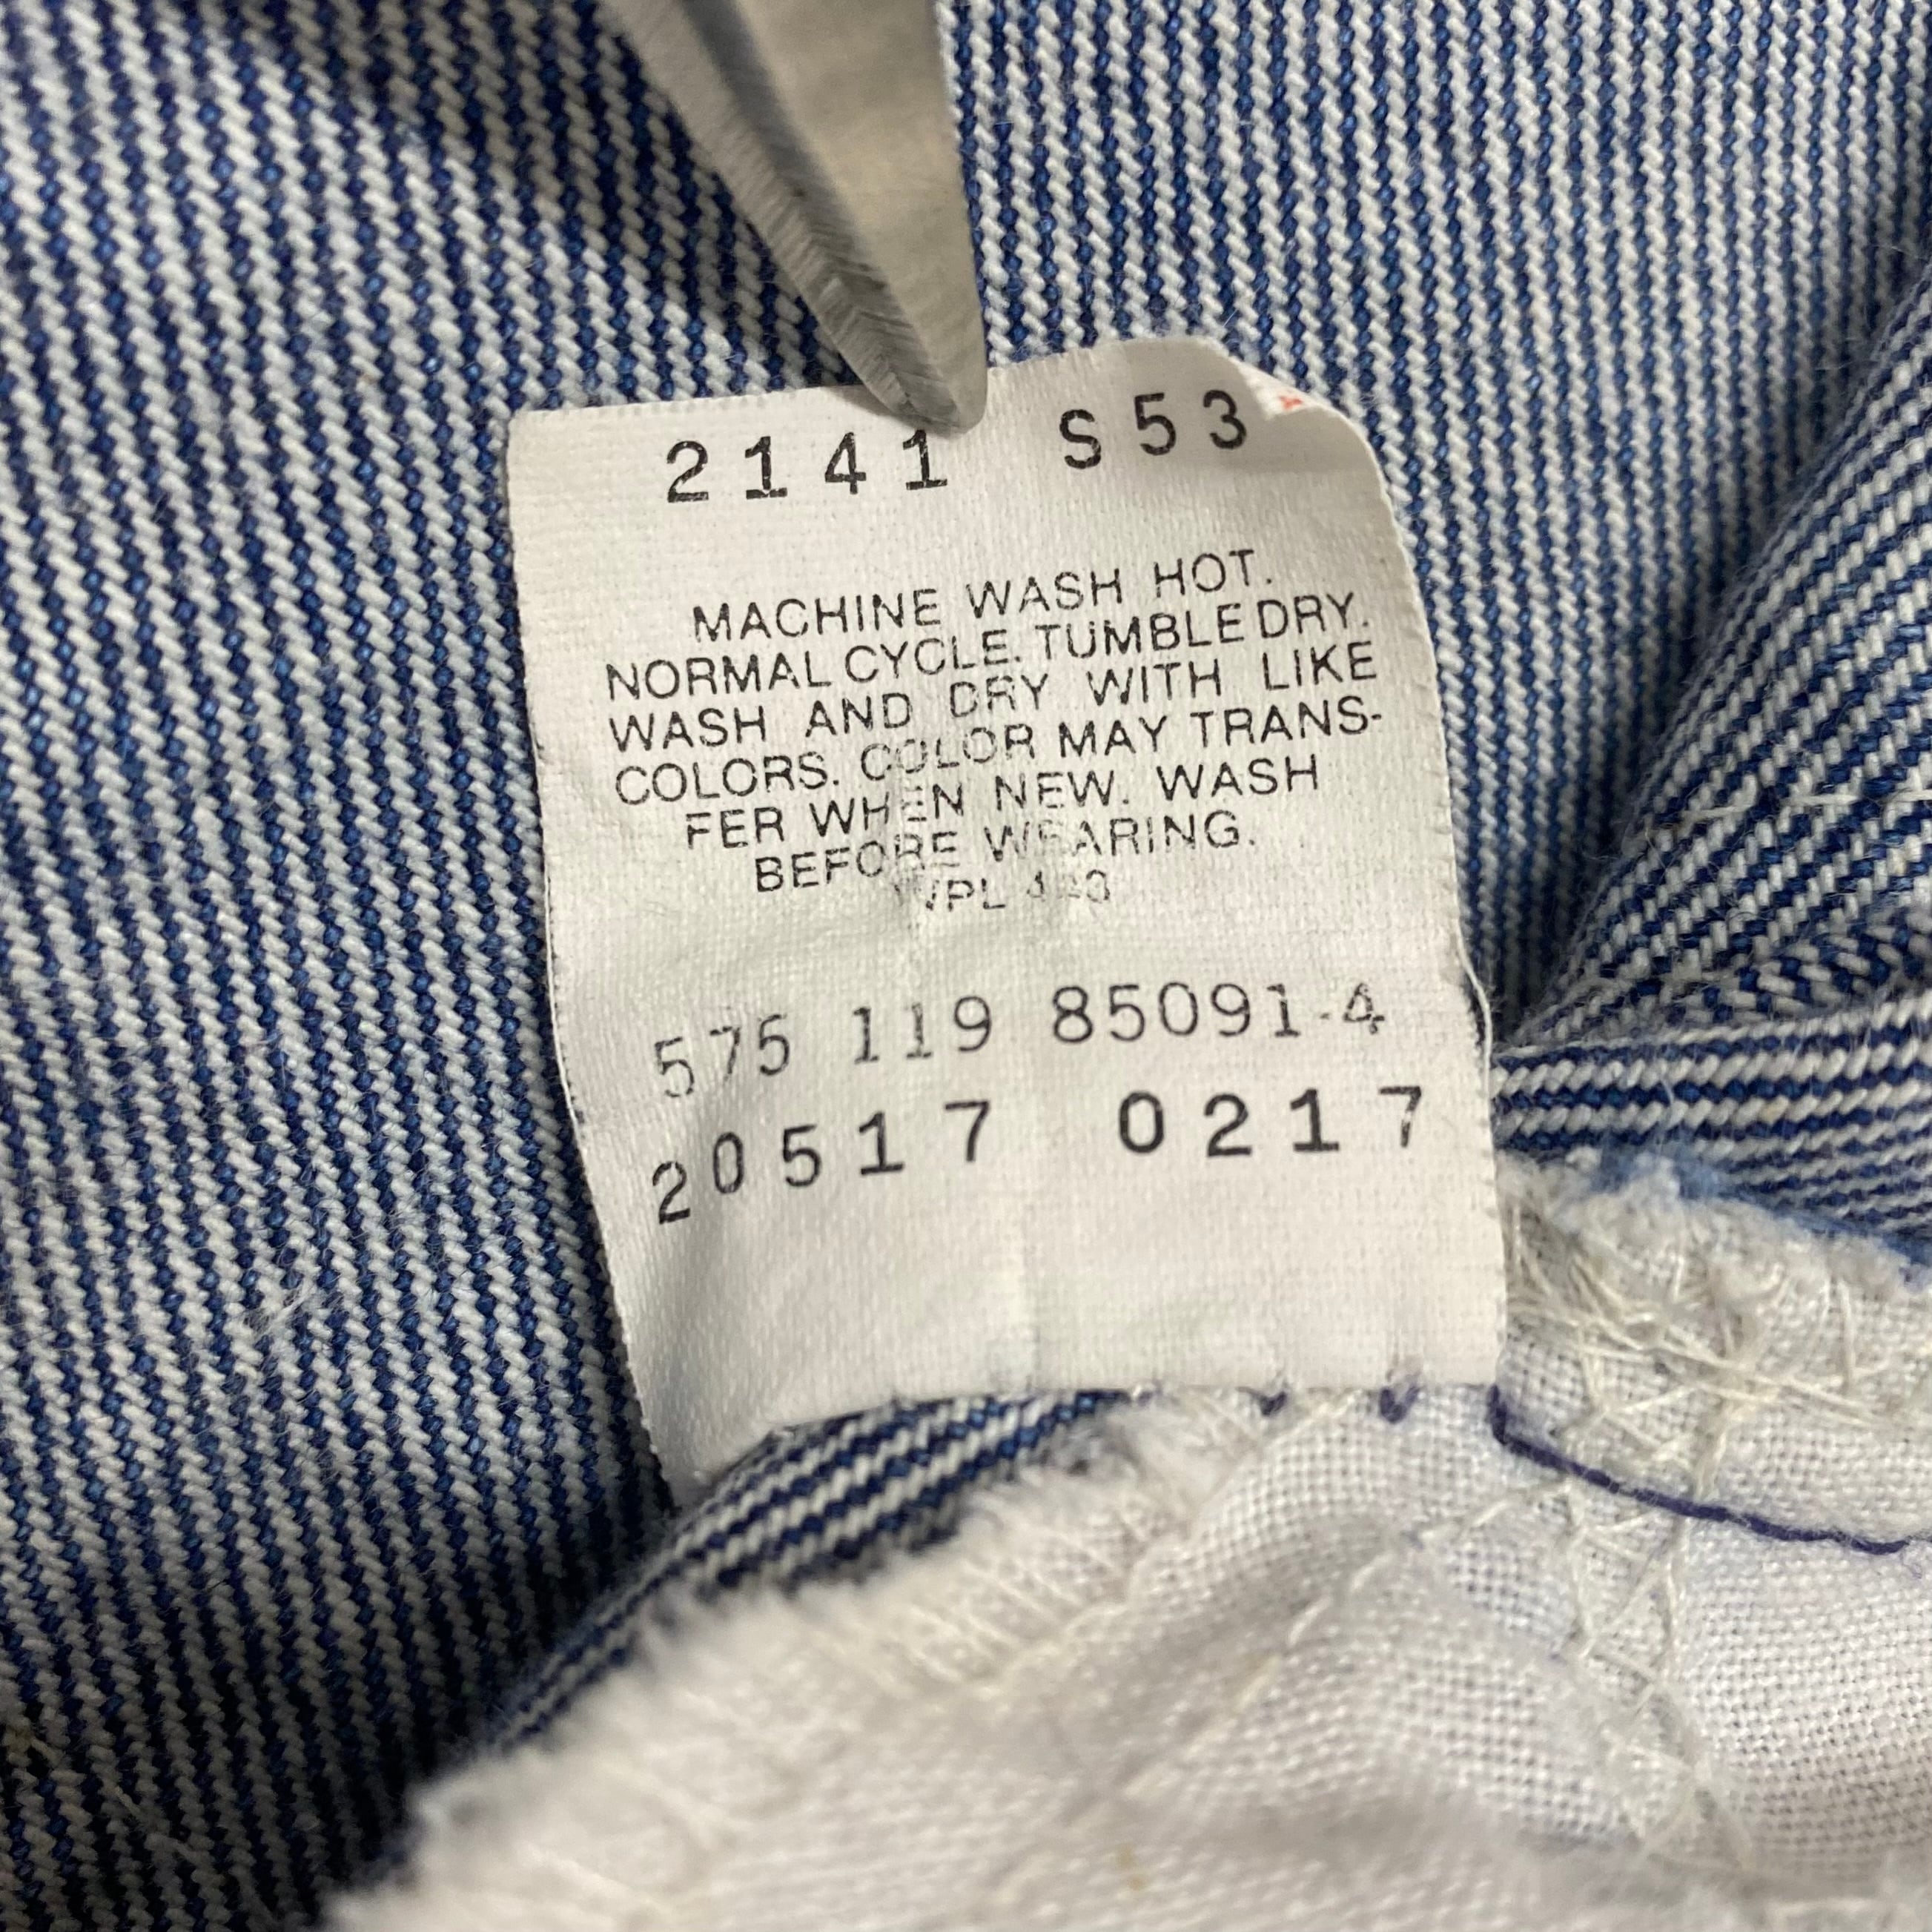 2141 S53
MACHINE WASH HOT.
NORMAL CYCLE. TUMBLE DRY.
WASH AND DRY WITH LIKE
COLORS. COLOR MAY TRANS-
FER WHEN NEW. WASH
BEFORE WEARING.
WPL
575 119 85091-4
20517 0217